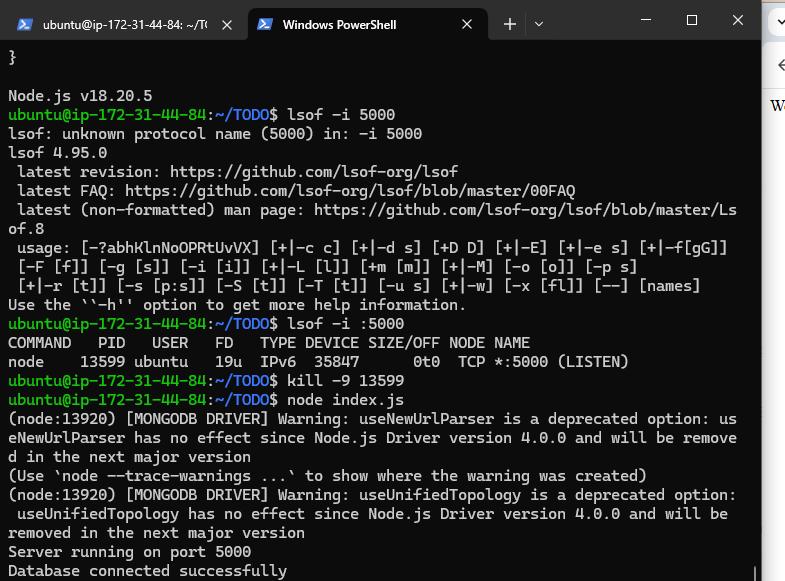 ubuntu@ip-172-31-44-84: ~/TO
Windows PowerShell
}
Node.js v18.20.5
ubuntu@ip-172-31-44-84:~/TODO$ lsof -i 5000
lsof: unknown protocol name (5000) in: -i 5000
lsof 4.95.0
 latest revision: https://github.com/lsof-org/lsof
 latest FAQ: https://github.com/lsof-org/lsof/blob/master/00FAQ
 latest (non-formatted) man page: https://github.com/lsof-org/lsof/blob/master/Ls
of.8
 usage: [-?abhKlnNoOPRtUvVX] [+|-c c] [+|-d s] [+D D] [+|-E] [+|-e s] [+|-f[gG]]
 [-F [f]] [-g [s]] [-i [i]] [+|-L [l]] [+m [m]] [+|-M] [-o [o]] [-p s]
 [+|-r [t]] [-s [p:s]] [-S [t]] [-T [t]] [-u s] [+|-w] [-x [fl]] [--] [names]
Use the ``-h'' option to get more help information.
ubuntu@ip-172-31-44-84:~/TODO$ lsof -i :5000
COMMAND   PID   USER   FD   TYPE DEVICE SIZE/OFF NODE NAME
node    13599 ubuntu   19u  IPv6  35847      0t0  TCP *:5000 (LISTEN)
ubuntu@ip-172-31-44-84:~/TODO$ kill -9 13599
ubuntu@ip-172-31-44-84:~/TODO$ node index.js
(node:13920) [MONGODB DRIVER] Warning: useNewUrlParser is a deprecated option: us
eNewUrlParser has no effect since Node.js Driver version 4.0.0 and will be remove
d in the next major version
(Use `node --trace-warnings ...` to show where the warning was created)
(node:13920) [MONGODB DRIVER] Warning: useUnifiedTopology is a deprecated option:
 useUnifiedTopology has no effect since Node.js Driver version 4.0.0 and will be
removed in the next major version
Server running on port 5000
Database connected successfully